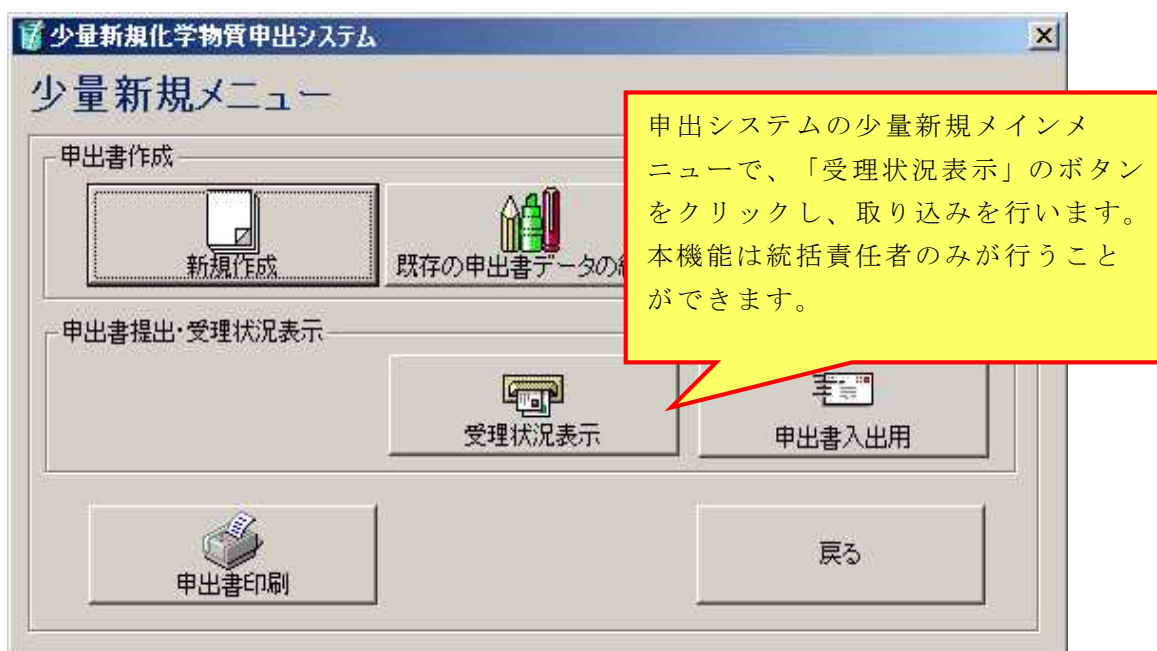 少量新規化学物質申出システム
少量新規メニュー
申出書作成
新規作成
既存の申出書データの
申出システムの少量新規メインメ
ニューで、「受理状況表示」のボタン
をクリックし、取り込みを行います。
本機能は統括責任者のみが行うこと
ができます。
申出書提出・受理状況表示
受理状況表示
申出書入出用
申出書印刷
戻る